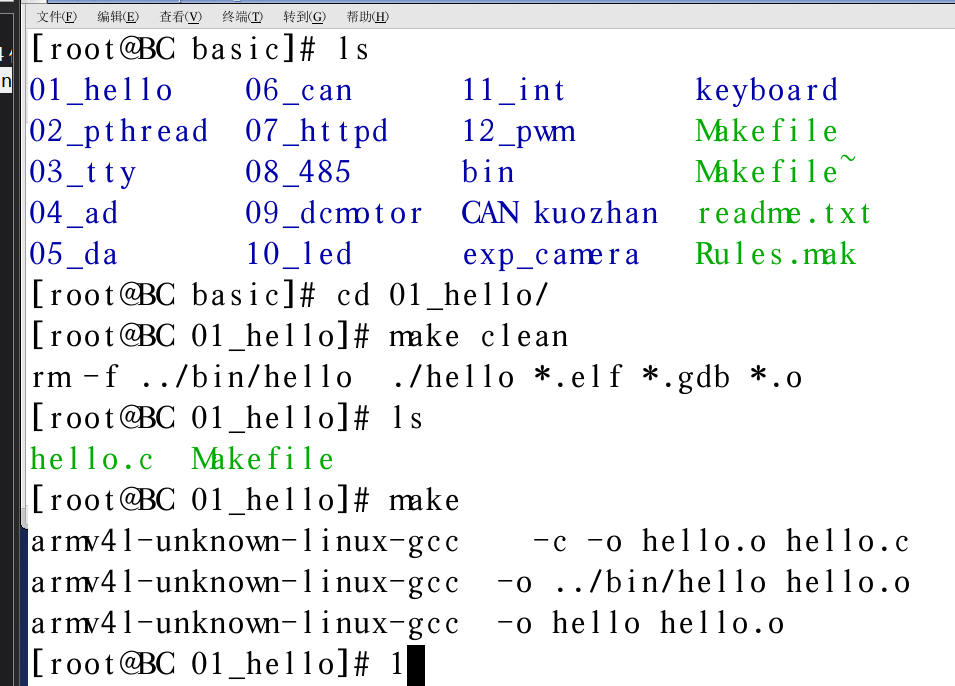 文件(F) 编辑(E) 查看(V) 终端(T) 转到(G) 帮助(H)
[root@BC basic]# ls
01_hello 06_can 11_int keyboard
02_pthread 07_httpd 12_pwm Makefile
03_tty 08_485 bin Makefile~
04_ad 09_dcmotor CAN kuozhan readme.txt
05_da 10_led exp_camera Rules.mak
[root@BC basic]# cd 01_hello/
[root@BC 01_hello]# make clean
rm -f ../bin/hello ./hello *.elf *.gdb *.o
[root@BC 01_hello]# ls
hello.c Makefile
[root@BC 01_hello]# make
armv4l-unknown-linux-gcc -c -o hello.o hello.c
armv4l-unknown-linux-gcc -o ../bin/hello hello.o
armv4l-unknown-linux-gcc -o hello hello.o
[root@BC 01_hello]# l